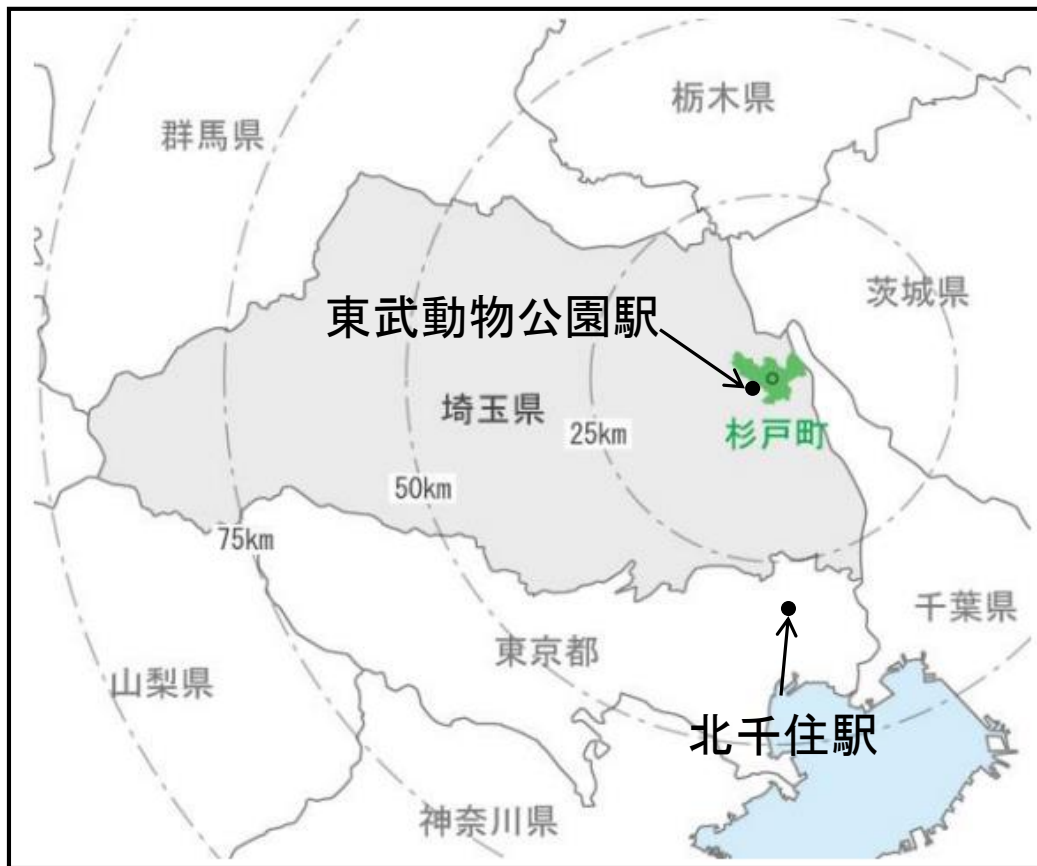 栃木県
群馬県
茨城県
東武動物公園駅
埼玉県
25km
杉戸町
50km
75km
千葉県
東京都
山梨県
北千住駅
神奈川県